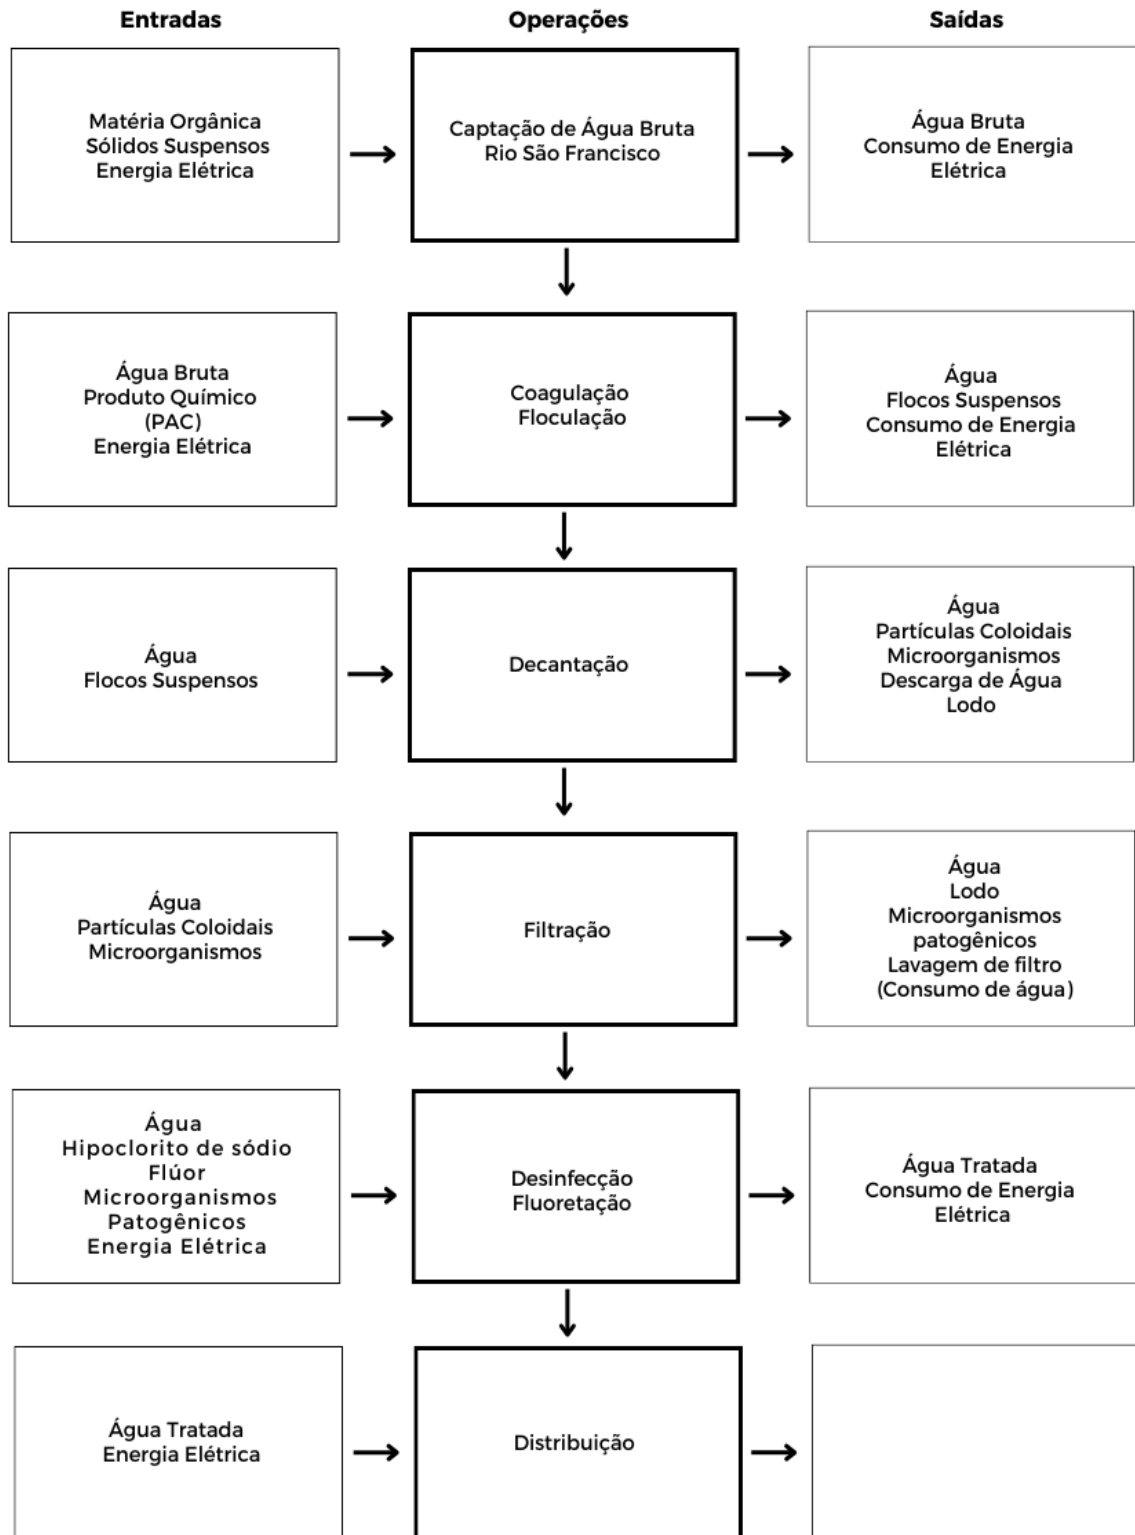 Entradas
Operações
Saídas
Matéria Orgânica
Sólidos Suspensos
Energia Elétrica
Captação de Água Bruta
Rio São Francisco
Água Bruta
Consumo de Energia
Elétrica
Água Bruta
Produto Químico
(PAC)
Energia Elétrica
Coagulação
Floculação
Água
Flocos Suspensos
Consumo de Energia
Elétrica
Água
Flocos Suspensos
Decantação
Água
Partículas Coloidais
Microorganismos
Descarga de Água
Lodo
Água
Partículas Coloidais
Microorganismos
Filtração
Água
Lodo
Microorganismos
patogênicos
Lavagem de filtro
(Consumo de água)
Água
Hipoclorito de sódio
Flúor
Microorganismos
Patogênicos
Energia Elétrica
Desinfecção
Fluoretação
Água Tratada
Consumo de Energia
Elétrica
Água Tratada
Energia Elétrica
Distribuição